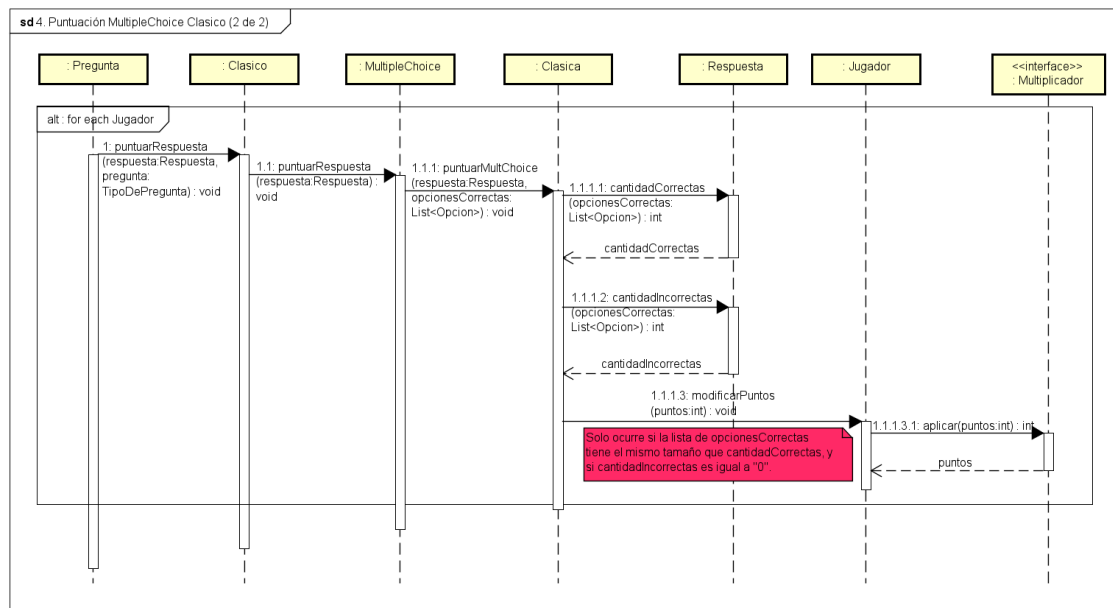 sd 4. Puntuación MultipleChoice Clasico (2 de 2)
: Pregunta
: Clasico
: MultipleChoice
: Clasica
: Respuesta
: Jugador
<<interface>>
: Multiplicador
alt : for each Jugador
1: puntuarRespuesta
(respuesta:Respuesta,
pregunta:
TipoDePregunta) : void
1.1: puntuarRespuesta
(respuesta:Respuesta) :
void
1.1.1: puntuarMultChoice
(respuesta:Respuesta,
opcionesCorrectas:
List<Opcion>) : void
1.1.1.1: cantidadCorrectas
(opcionesCorrectas:
List<Opcion>) : int
cantidadCorrectas
1.1.1.2: cantidadIncorrectas
(opcionesCorrectas:
List<Opcion>) : int
cantidadIncorrectas
1.1.1.3: modificarPuntos
(puntos:int) : void
Solo ocurre si la lista de opcionesCorrectas
tiene el mismo tamaño que cantidadCorrectas, y
si cantidadIncorrectas es igual a "0".
1.1.1.3.1: aplicar(puntos:int) : int
puntos